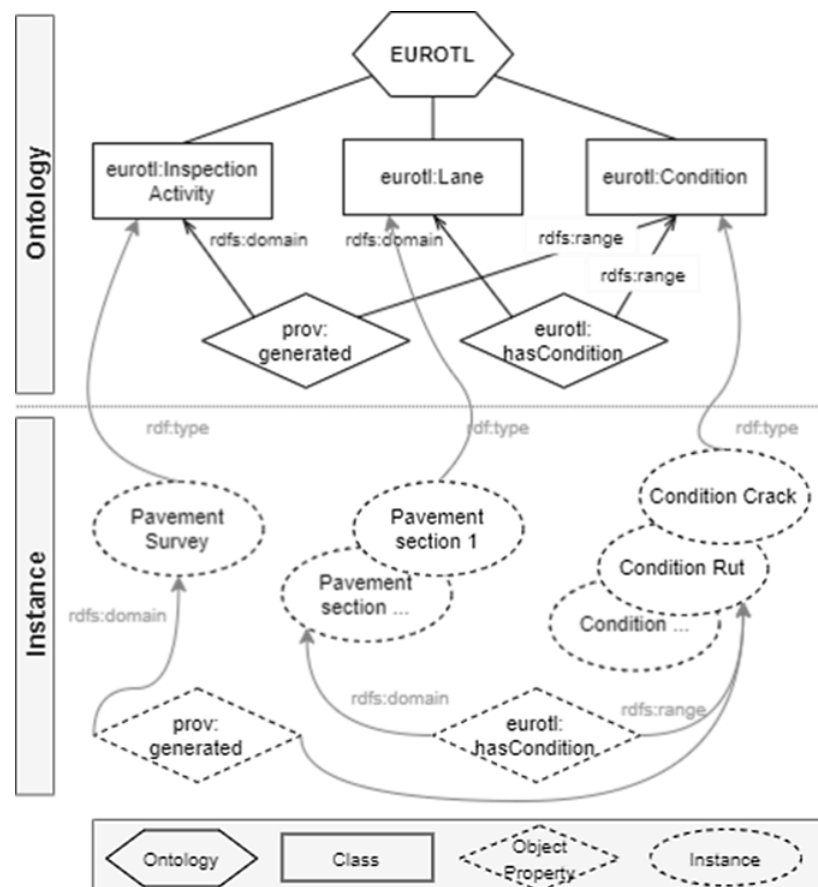 EUROTL
Ontology
eurotl:Inspection
Activity
eurotl:Lane
eurotl:Condition
rdfs:domain
rdfs:domain
rdfs:range
rdfs:range
prov:
generated
eurotl:
hasCondition
rdf:type
rdf:type
rdf:type
Instance
Pavement
Survey
Pavement
section 1
Pavement
section ...
Condition Crack
Condition Rut
Condition ...
rdfs:domain
rdfs:domain
rdfs:range
prov:
generated
eurotl:
hasCondition
Ontology
Class
Object
Property
Instance